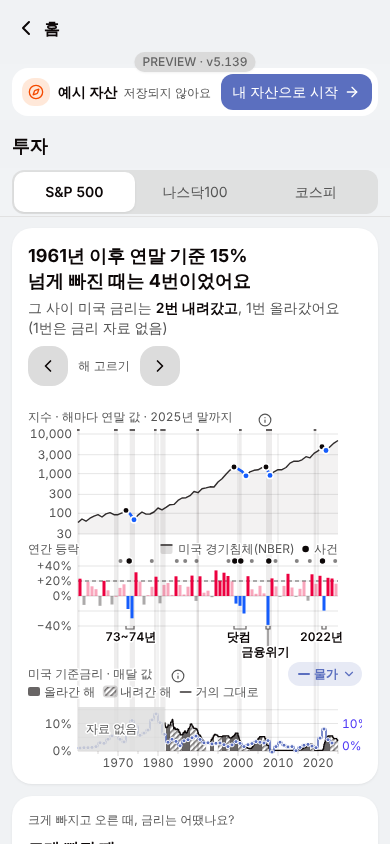 홈
PREVIEW · v5.139
예시 자산 저장되지 않아요
내 자산으로 시작 →
투자
S&P 500 나스닥100 코스피
1961년 이후 연말 기준 15%
넘게 빠진 때는 4번이었어요
그 사이 미국 금리는 2번 내려갔고, 1번 올라갔어요
(1번은 금리 자료 없음)
해 고르기
지수 · 해마다 연말 값 · 2025년 말까지
10,000
3,000
1,000
300
100
30
연간 등락 미국 경기침체(NBER) 사건
+40%
+20%
0%
−40%
73~74년 닷컴 2022년
금융위기
미국 기준금리 · 매달 값
물가
올라간 해 내려간 해 거의 그대로
10% 10%
자료 없음
0% 0%
1970 1980 1990 2000 2010 2020
크게 빠지고 오른 때, 금리는 어땠나요?